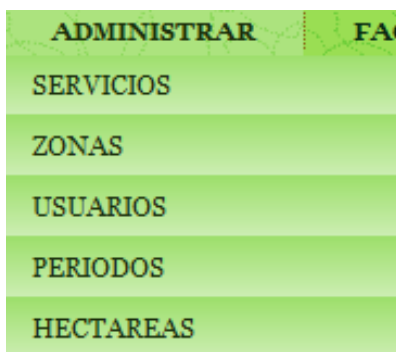 ADMINISTRAR
SERVICIOS
ZONAS
USUARIOS
PERIODOS
HECTAREAS